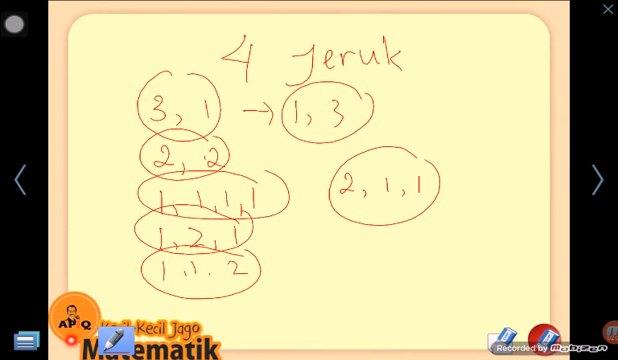 4 Jeruk
3, 1 → 1, 3
2, 2
1, 1, 1, 1
2, 1, 1
1, 2, 1
1, 1, 2
APIQ
Kecil-Kecil Jago
Matematik
Recorded by Mobizen